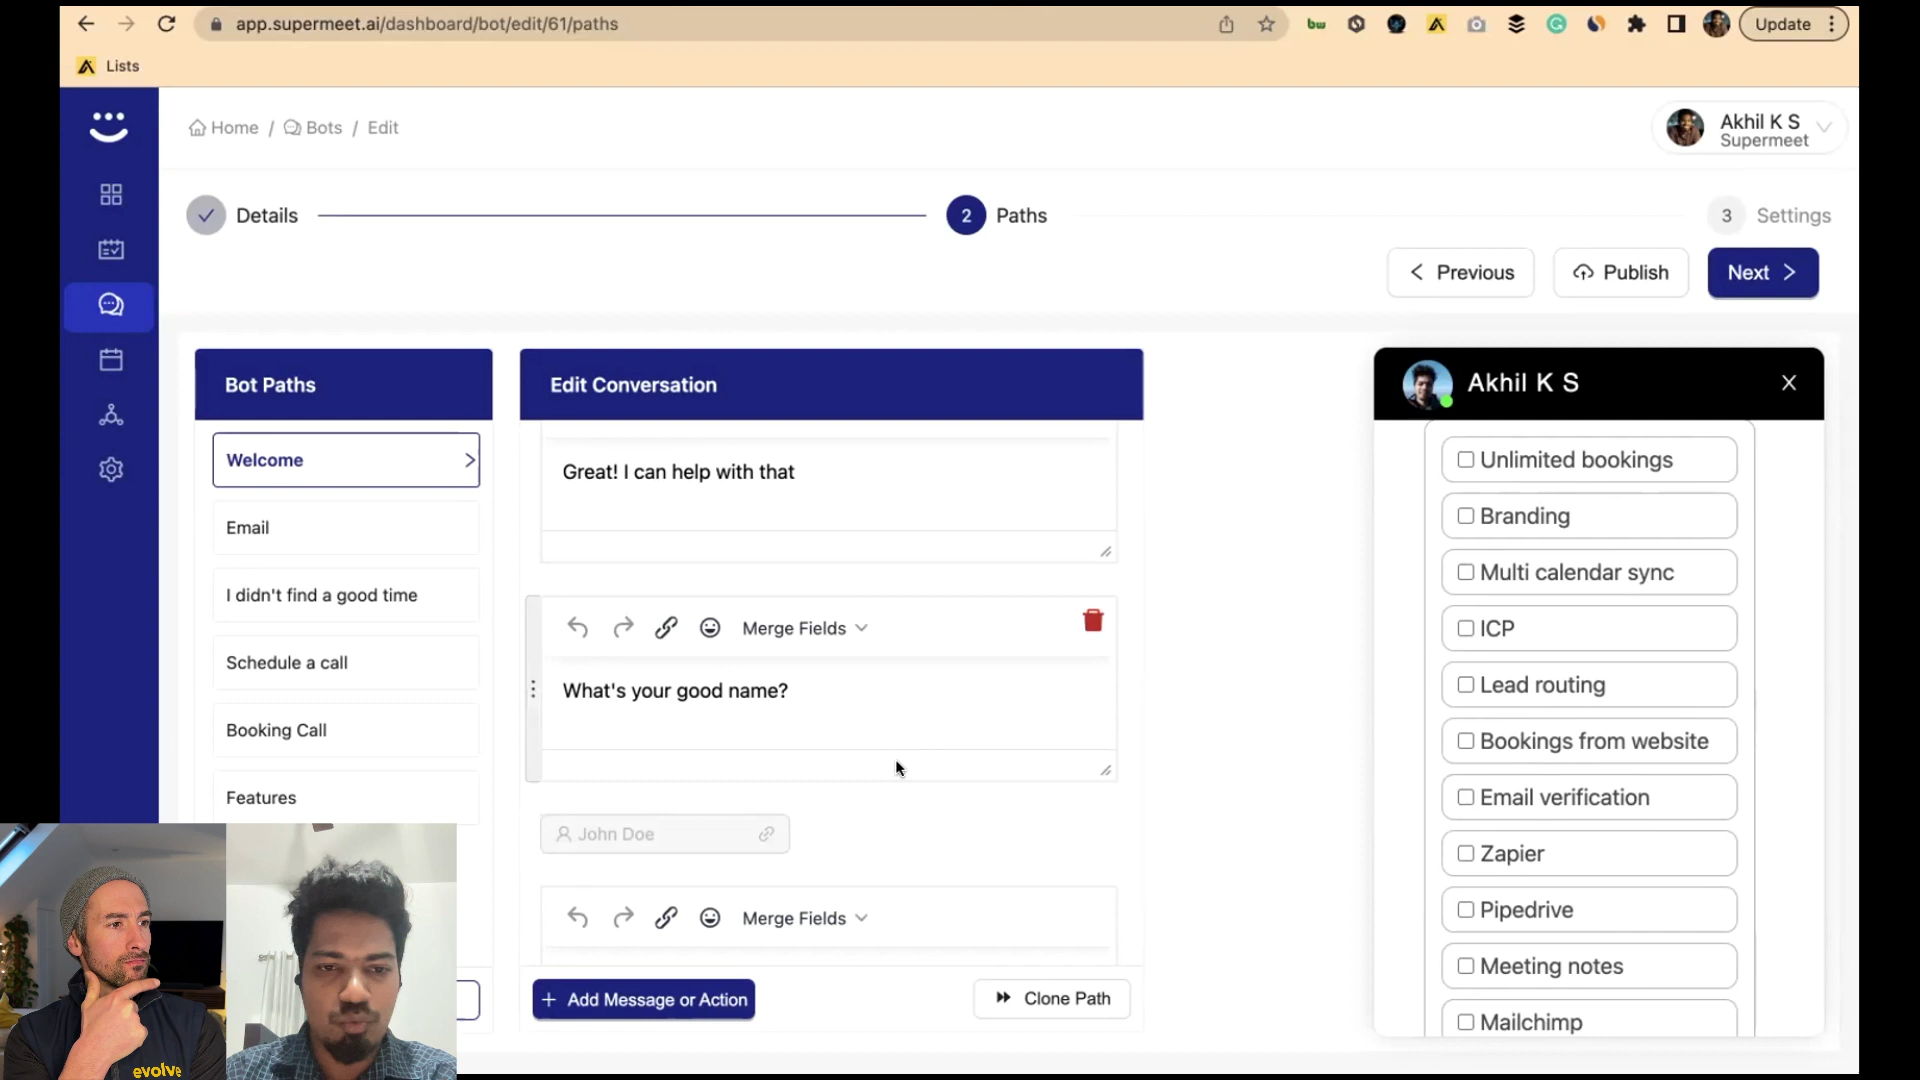 app.supermeet.ai/dashboard/bot/edit/61/paths
bw
Update
Lists
Home / Bots / Edit
Akhil K S
Supermeet
Details
2 Paths
3 Settings
Previous
Publish
Next
Bot Paths
Edit Conversation
Akhil K S
X
Welcome
Email
I didn't find a good time
Schedule a call
Booking Call
Features
Great! I can help with that
Merge Fields
What's your good name?
John Doe
Merge Fields
+ Add Message or Action
Clone Path
Unlimited bookings
Branding
Multi calendar sync
ICP
Lead routing
Bookings from website
Email verification
Zapier
Pipedrive
Meeting notes
Mailchimp
evolve